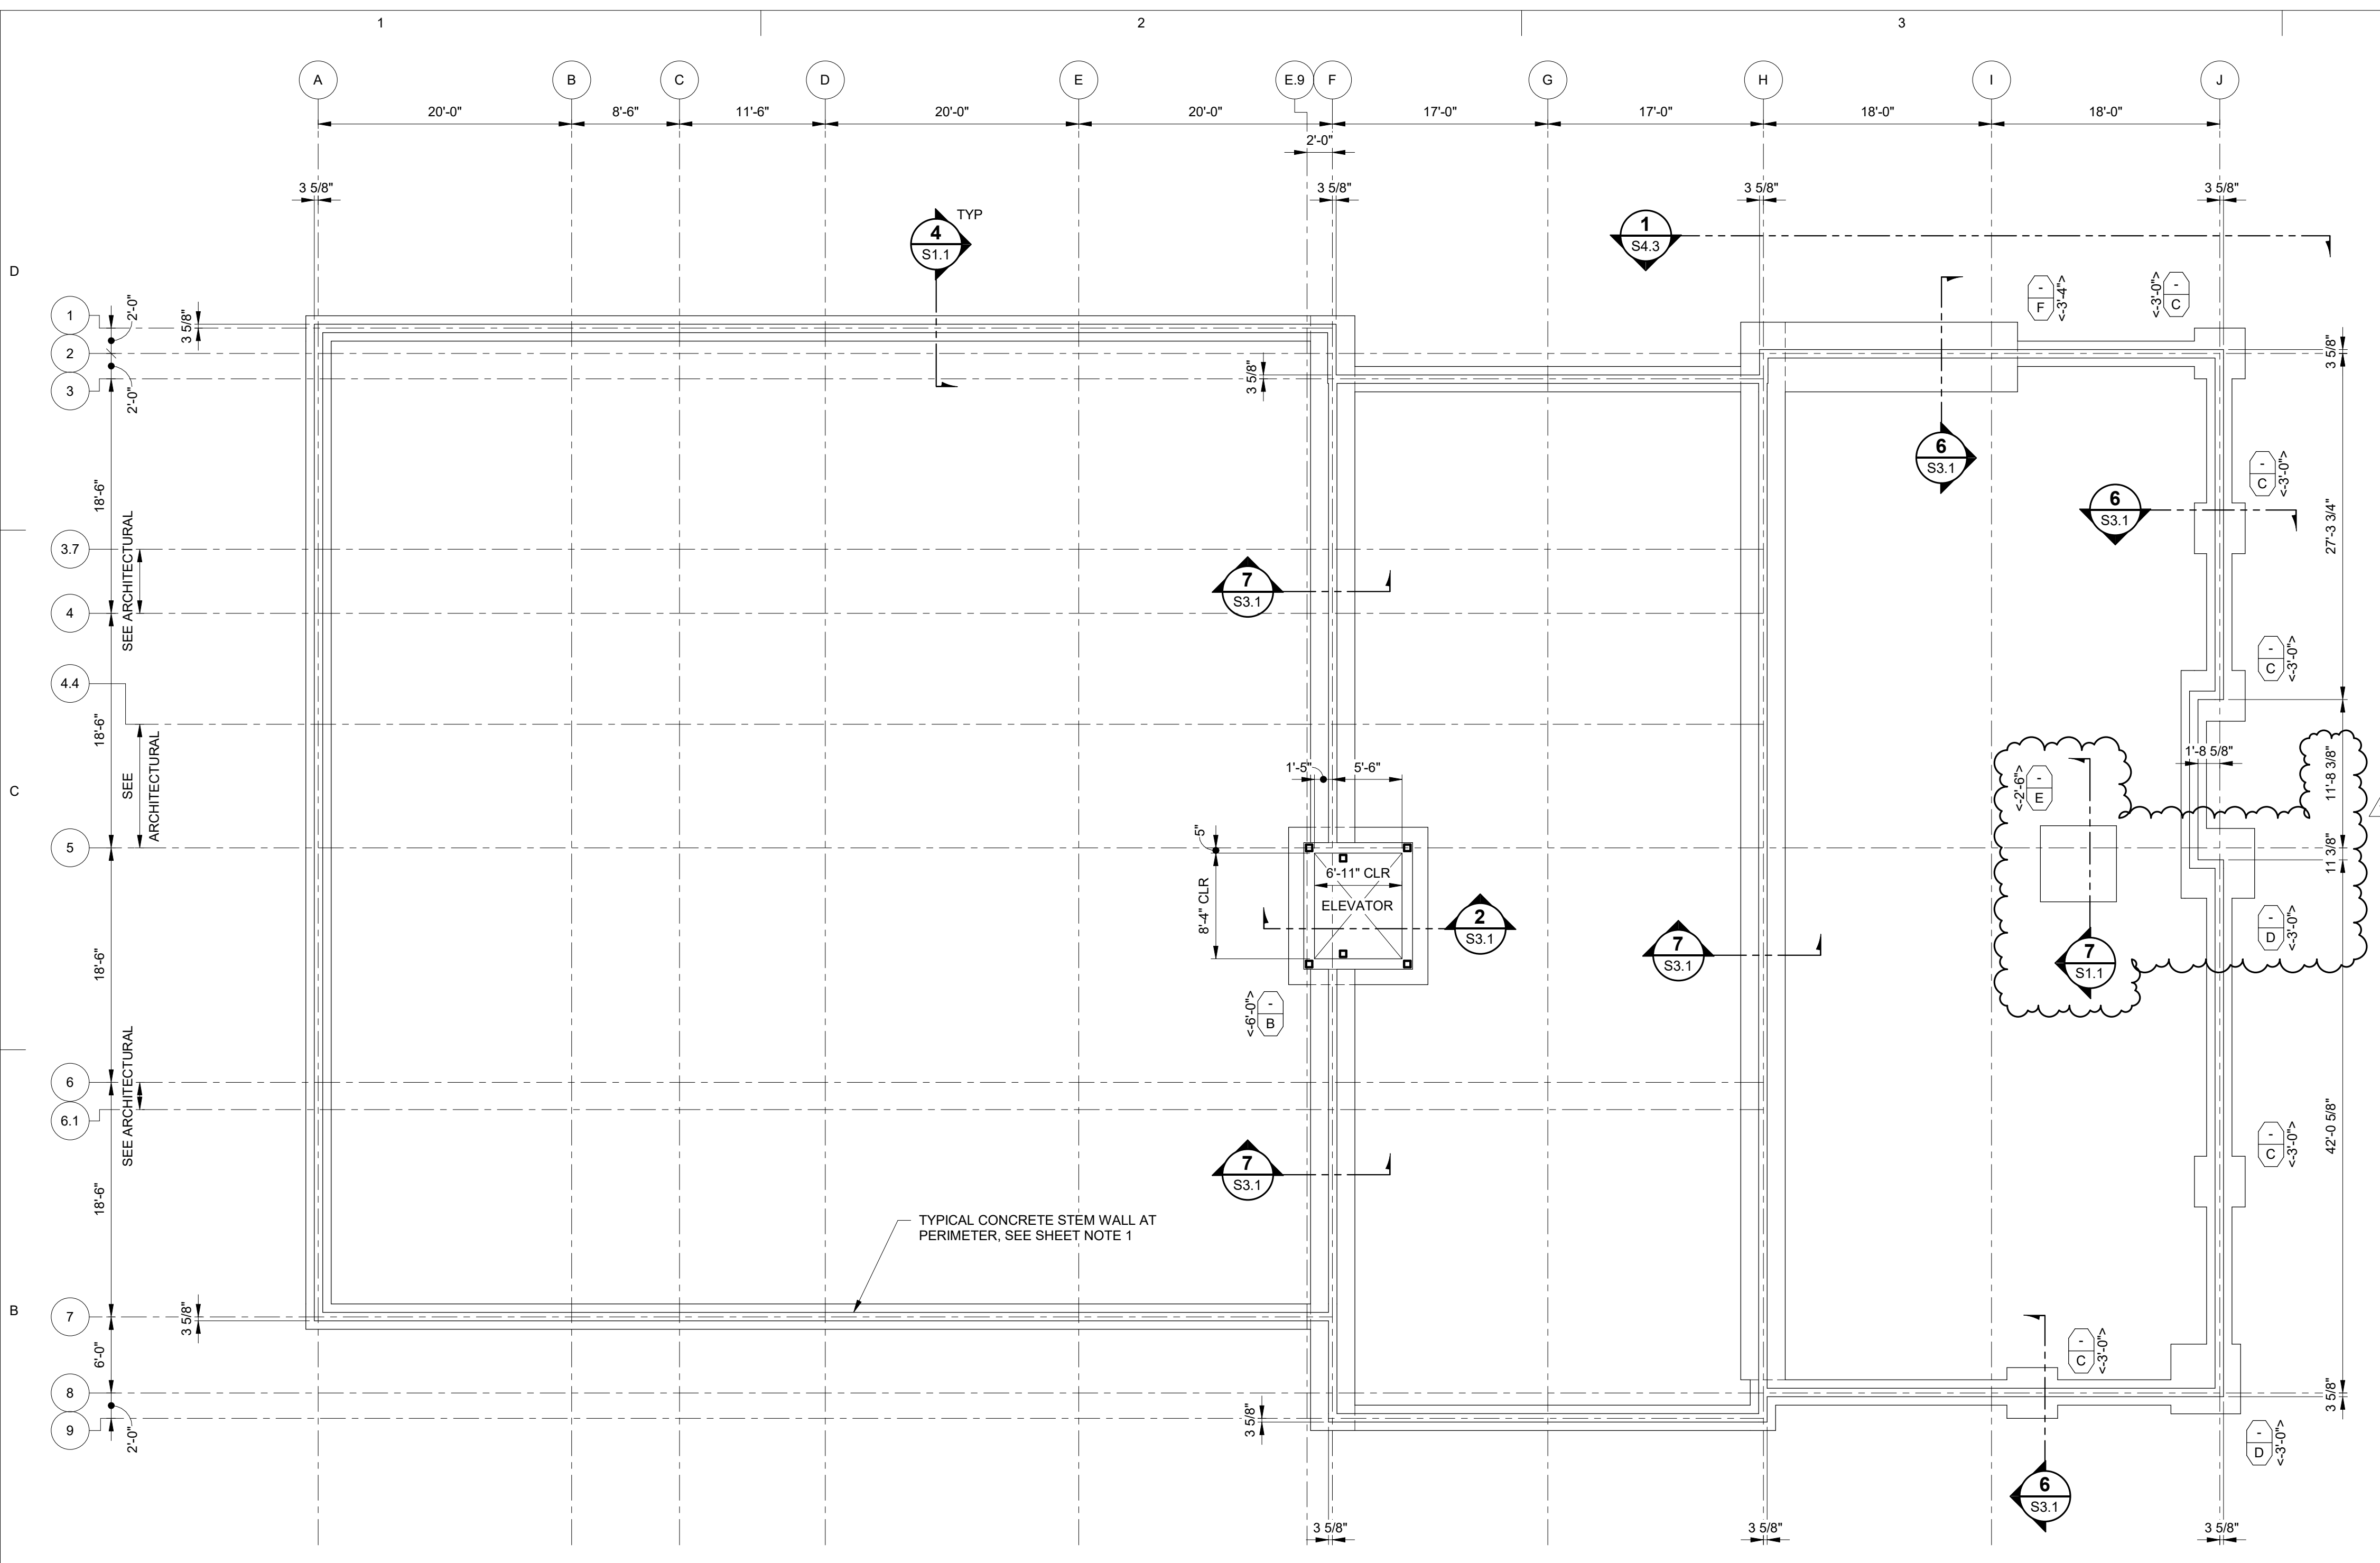 1
2
3
A
B
C
D
E
E.9
F
G
H
I
J
20'-0"
8'-6"
11'-6"
20'-0"
20'-0"
17'-0"
17'-0"
18'-0"
18'-0"
2'-0"
3 5/8"
3 5/8"
3 5/8"
3 5/8"
4
S1.1
TYP
1
S4.3
D
-
F
<-3'-4">
-
C
<-3'-0">
1
2
3
2'-0"
2'-0"
3 5/8"
3 5/8"
3 5/8"
6
S3.1
6
S3.1
-
C
<-3'-0">
18'-6"
SEE ARCHITECTURAL
3.7
4
27'-3 3/4"
7
S3.1
-
C
<-3'-0">
4.4
18'-6"
SEE
ARCHITECTURAL
C
1'-5"
5'-6"
5"
8'-4" CLR
6'-11" CLR
ELEVATOR
2
S3.1
-
E
<-2'-6">
1'-8 5/8"
11'-8 3/8"
11 3/8"
5
18'-6"
7
S3.1
7
S1.1
-
D
<-3'-0">
-
B
<-6'-0">
6
6.1
SEE ARCHITECTURAL
18'-6"
7
S3.1
-
C
<-3'-0">
42'-0 5/8"
TYPICAL CONCRETE STEM WALL AT
PERIMETER, SEE SHEET NOTE 1
B
7
3 5/8"
6'-0"
8
9
2'-0"
3 5/8"
-
C
<-3'-0">
3 5/8"
-
D
<-3'-0">
6
S3.1
3 5/8"
3 5/8"
3 5/8"